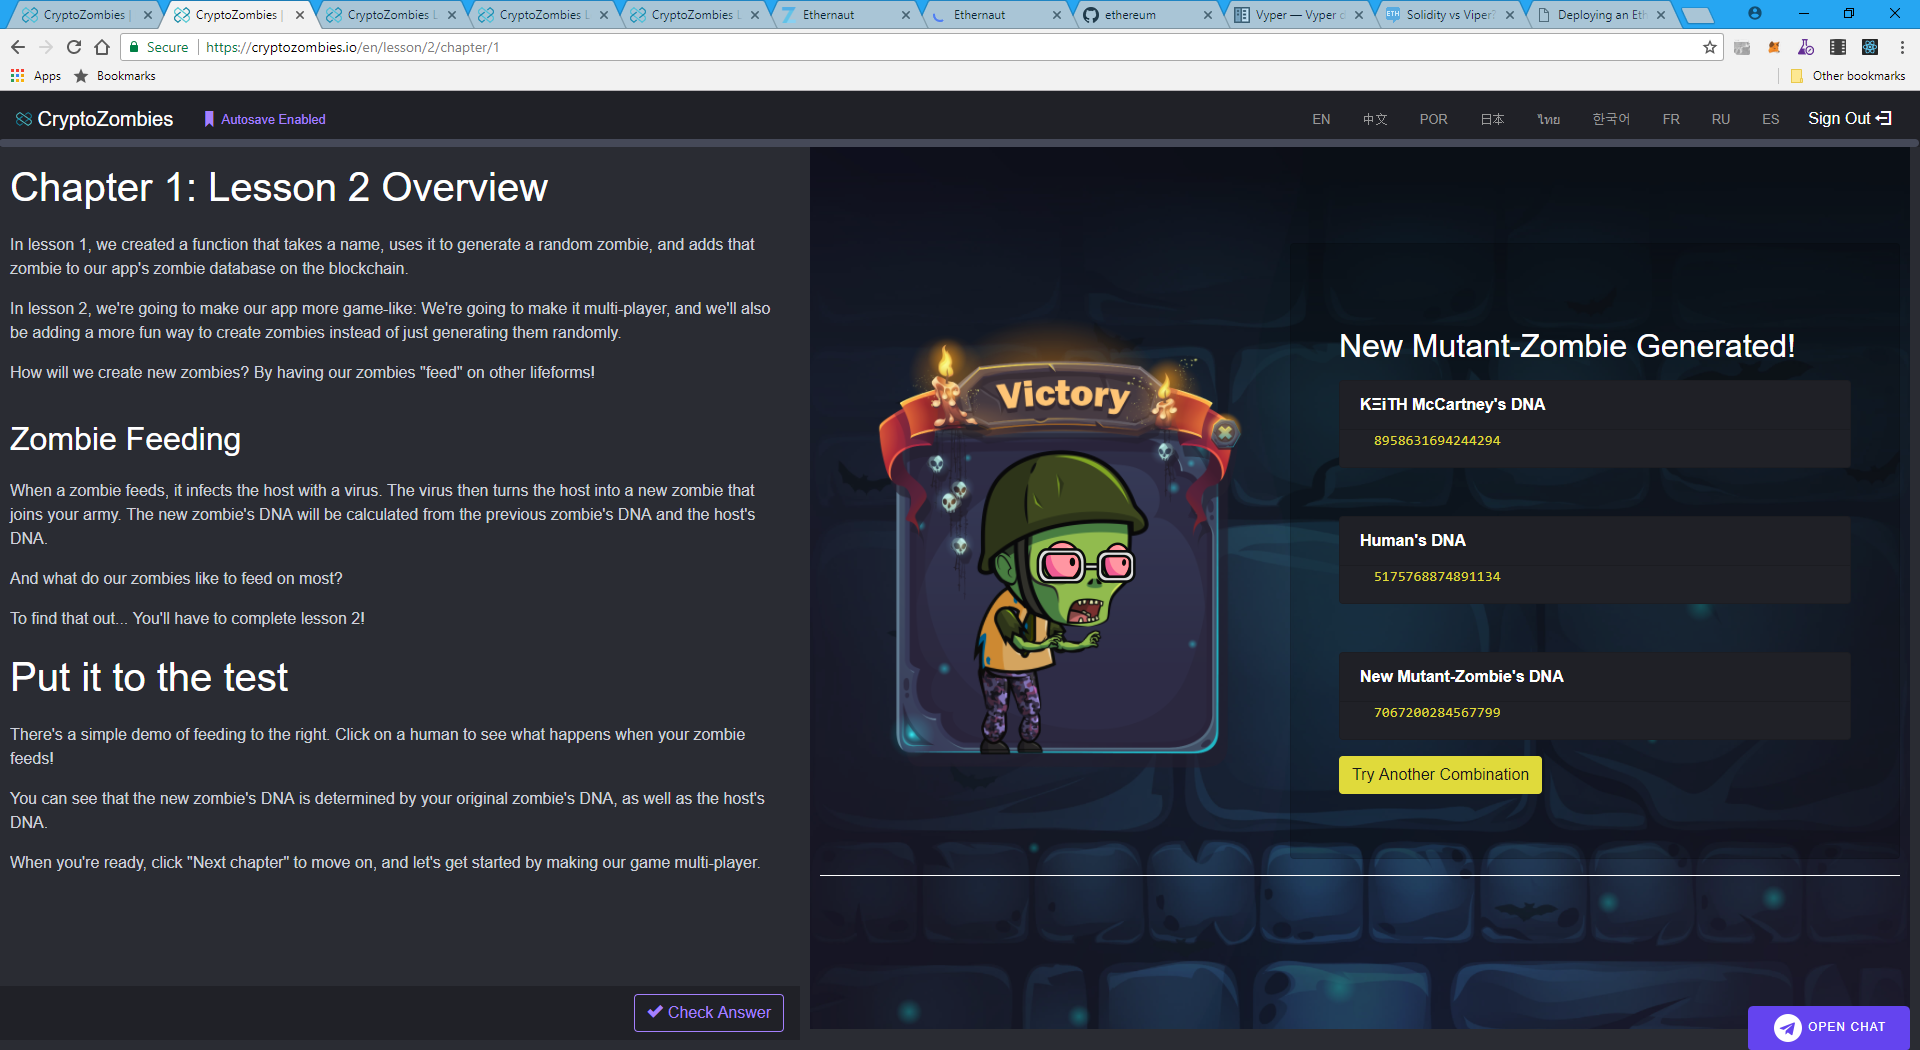 CryptoZombies |
CryptoZombies |
CryptoZombies L
CryptoZombies L
CryptoZombies L
Ethernaut
Ethernaut
ethereum
Vyper — Vyper d
Solidity vs Viper?
Deploying an Eth
Secure
https://cryptozombies.io/en/lesson/2/chapter/1
Apps
Bookmarks
Other bookmarks
CryptoZombies
Autosave Enabled
EN
中文
POR
日本
ไทย
한국어
FR
RU
ES
Sign Out
Chapter 1: Lesson 2 Overview
In lesson 1, we created a function that takes a name, uses it to generate a random zombie, and adds that
zombie to our app's zombie database on the blockchain.
In lesson 2, we're going to make our app more game-like: We're going to make it multi-player, and we'll also
be adding a more fun way to create zombies instead of just generating them randomly.
How will we create new zombies? By having our zombies "feed" on other lifeforms!
Zombie Feeding
When a zombie feeds, it infects the host with a virus. The virus then turns the host into a new zombie that
joins your army. The new zombie's DNA will be calculated from the previous zombie's DNA and the host's
DNA.
And what do our zombies like to feed on most?
To find that out... You'll have to complete lesson 2!
Put it to the test
There's a simple demo of feeding to the right. Click on a human to see what happens when your zombie
feeds!
You can see that the new zombie's DNA is determined by your original zombie's DNA, as well as the host's
DNA.
When you're ready, click "Next chapter" to move on, and let's get started by making our game multi-player.
Check Answer
Victory
New Mutant-Zombie Generated!
KΞiTH McCartney's DNA
8958631694244294
Human's DNA
5175768874891134
New Mutant-Zombie's DNA
7067200284567799
Try Another Combination
OPEN CHAT